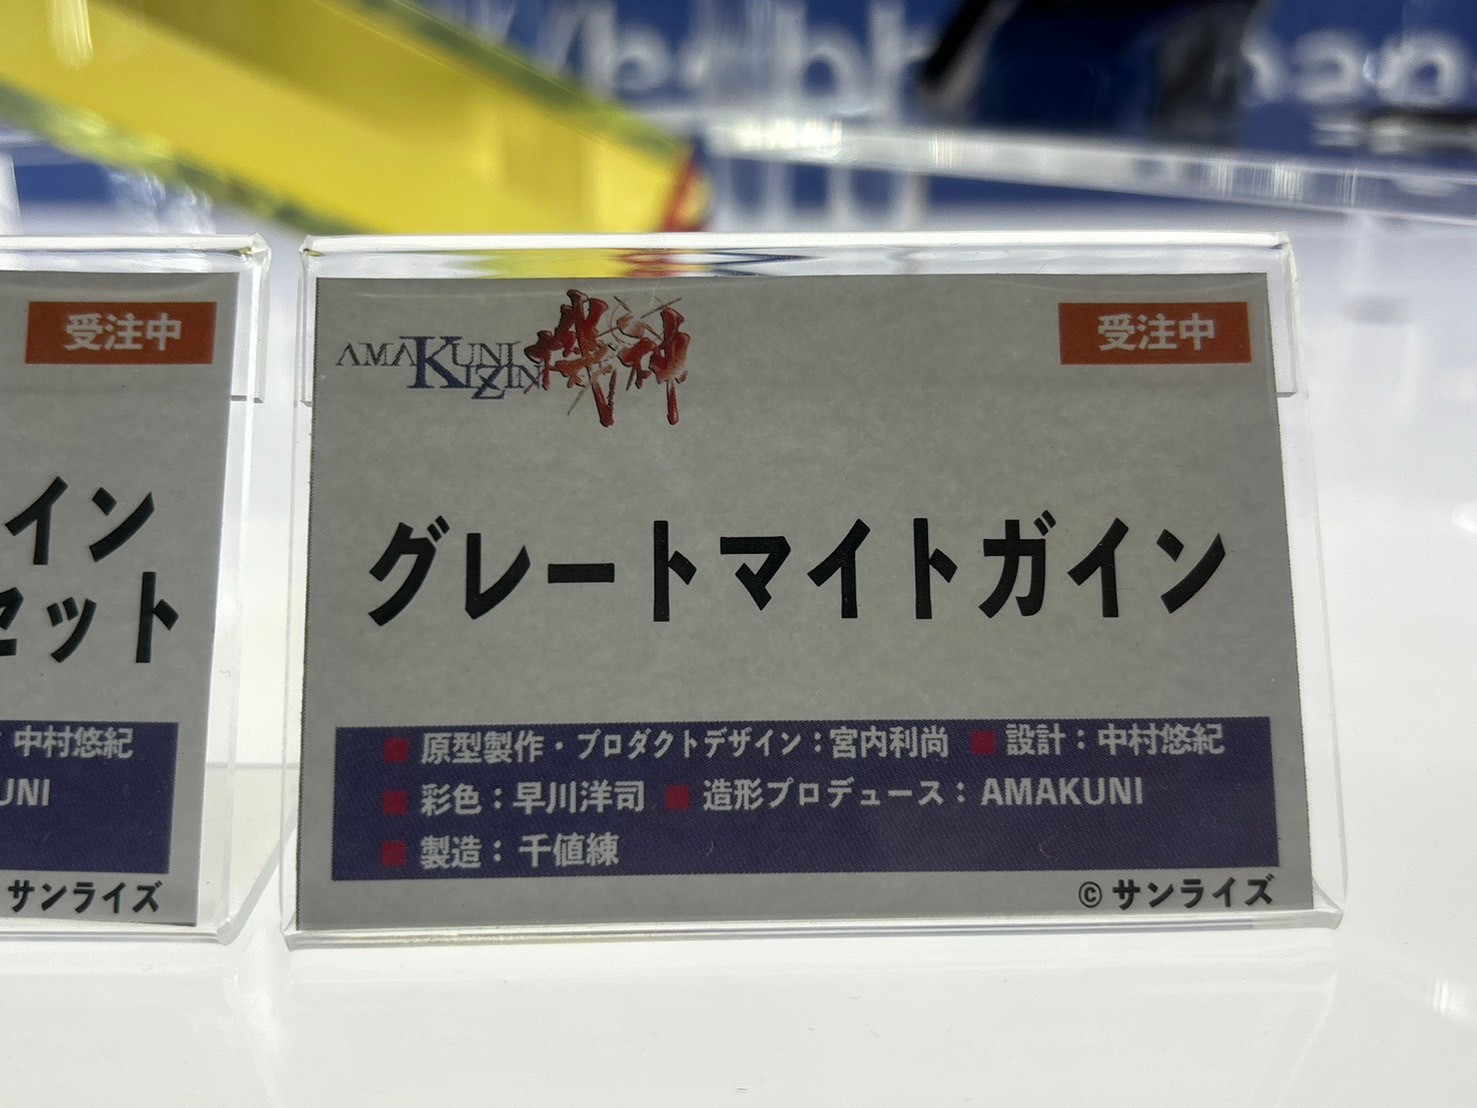 受注中
イン
セット
中村悠紀
UNI
サンライズ
AMAKUNI KIZIN 機神
受注中
グレートマイトガイン
■ 原型製作・プロダクトデザイン：宮内利尚 ■ 設計：中村悠紀
■ 彩色：早川洋司 ■ 造形プロデュース：AMAKUNI
■ 製造：千値練
© サンライズ